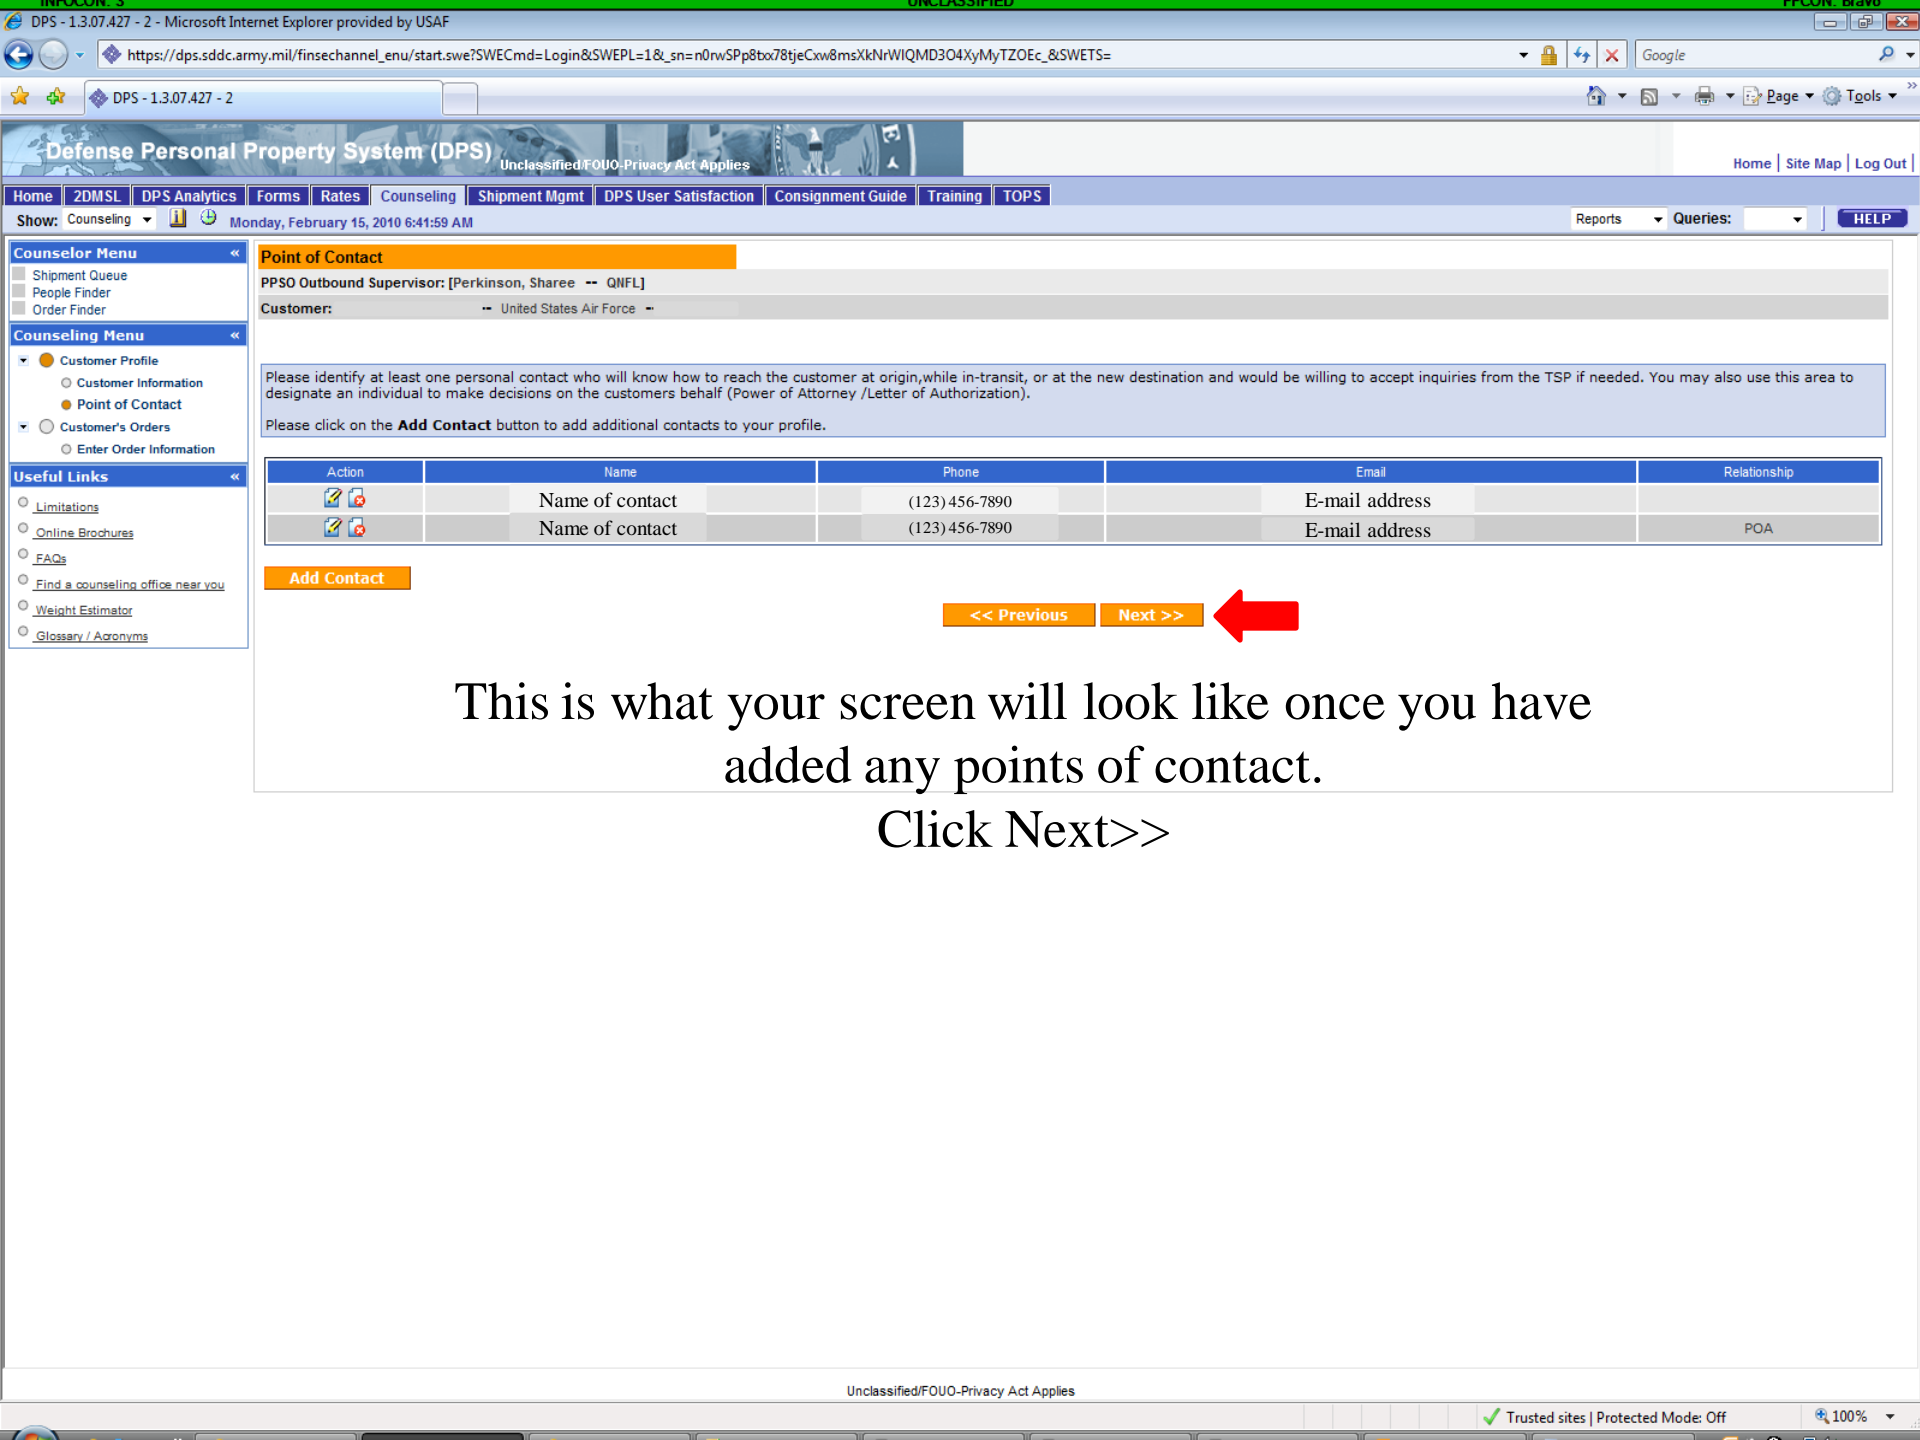 INFOCON: 3 UNCLASSIFIED FPCON: Bravo
DPS - 1.3.07.427 - 2 - Microsoft Internet Explorer provided by USAF
https://dps.sddc.army.mil/finsechannel_enu/start.swe?SWECmd=Login&SWEPL=1&_sn=n0rwSPp8txx78tjeCxw8msXkNrWIQMD3O4XyMyTZOEc_&SWETS= Google
DPS - 1.3.07.427 - 2 Page Tools
Defense Personal Property System (DPS) Unclassified/FOUO-Privacy Act Applies
Home | Site Map | Log Out |
Home 2DMSL DPS Analytics Forms Rates Counseling Shipment Mgmt DPS User Satisfaction Consignment Guide Training TOPS
Show: Counseling Monday, February 15, 2010 6:41:59 AM Reports Queries: HELP
Counselor Menu «
Shipment Queue
People Finder
Order Finder
Counseling Menu «
Customer Profile
Customer Information
Point of Contact
Customer's Orders
Enter Order Information
Useful Links «
Limitations
Online Brochures
FAQs
Find a counseling office near you
Weight Estimator
Glossary / Acronyms
Point of Contact
PPSO Outbound Supervisor: [Perkinson, Sharee -- QNFL]
Customer: -- United States Air Force --
Please identify at least one personal contact who will know how to reach the customer at origin,while in-transit, or at the new destination and would be willing to accept inquiries from the TSP if needed. You may also use this area to
designate an individual to make decisions on the customers behalf (Power of Attorney /Letter of Authorization).
Please click on the Add Contact button to add additional contacts to your profile.
Action Name Phone Email Relationship
Name of contact (123) 456-7890 E-mail address
Name of contact (123) 456-7890 E-mail address POA
Add Contact
<< Previous Next >>
This is what your screen will look like once you have
added any points of contact.
Click Next>>
Unclassified/FOUO-Privacy Act Applies
Trusted sites | Protected Mode: Off 100%